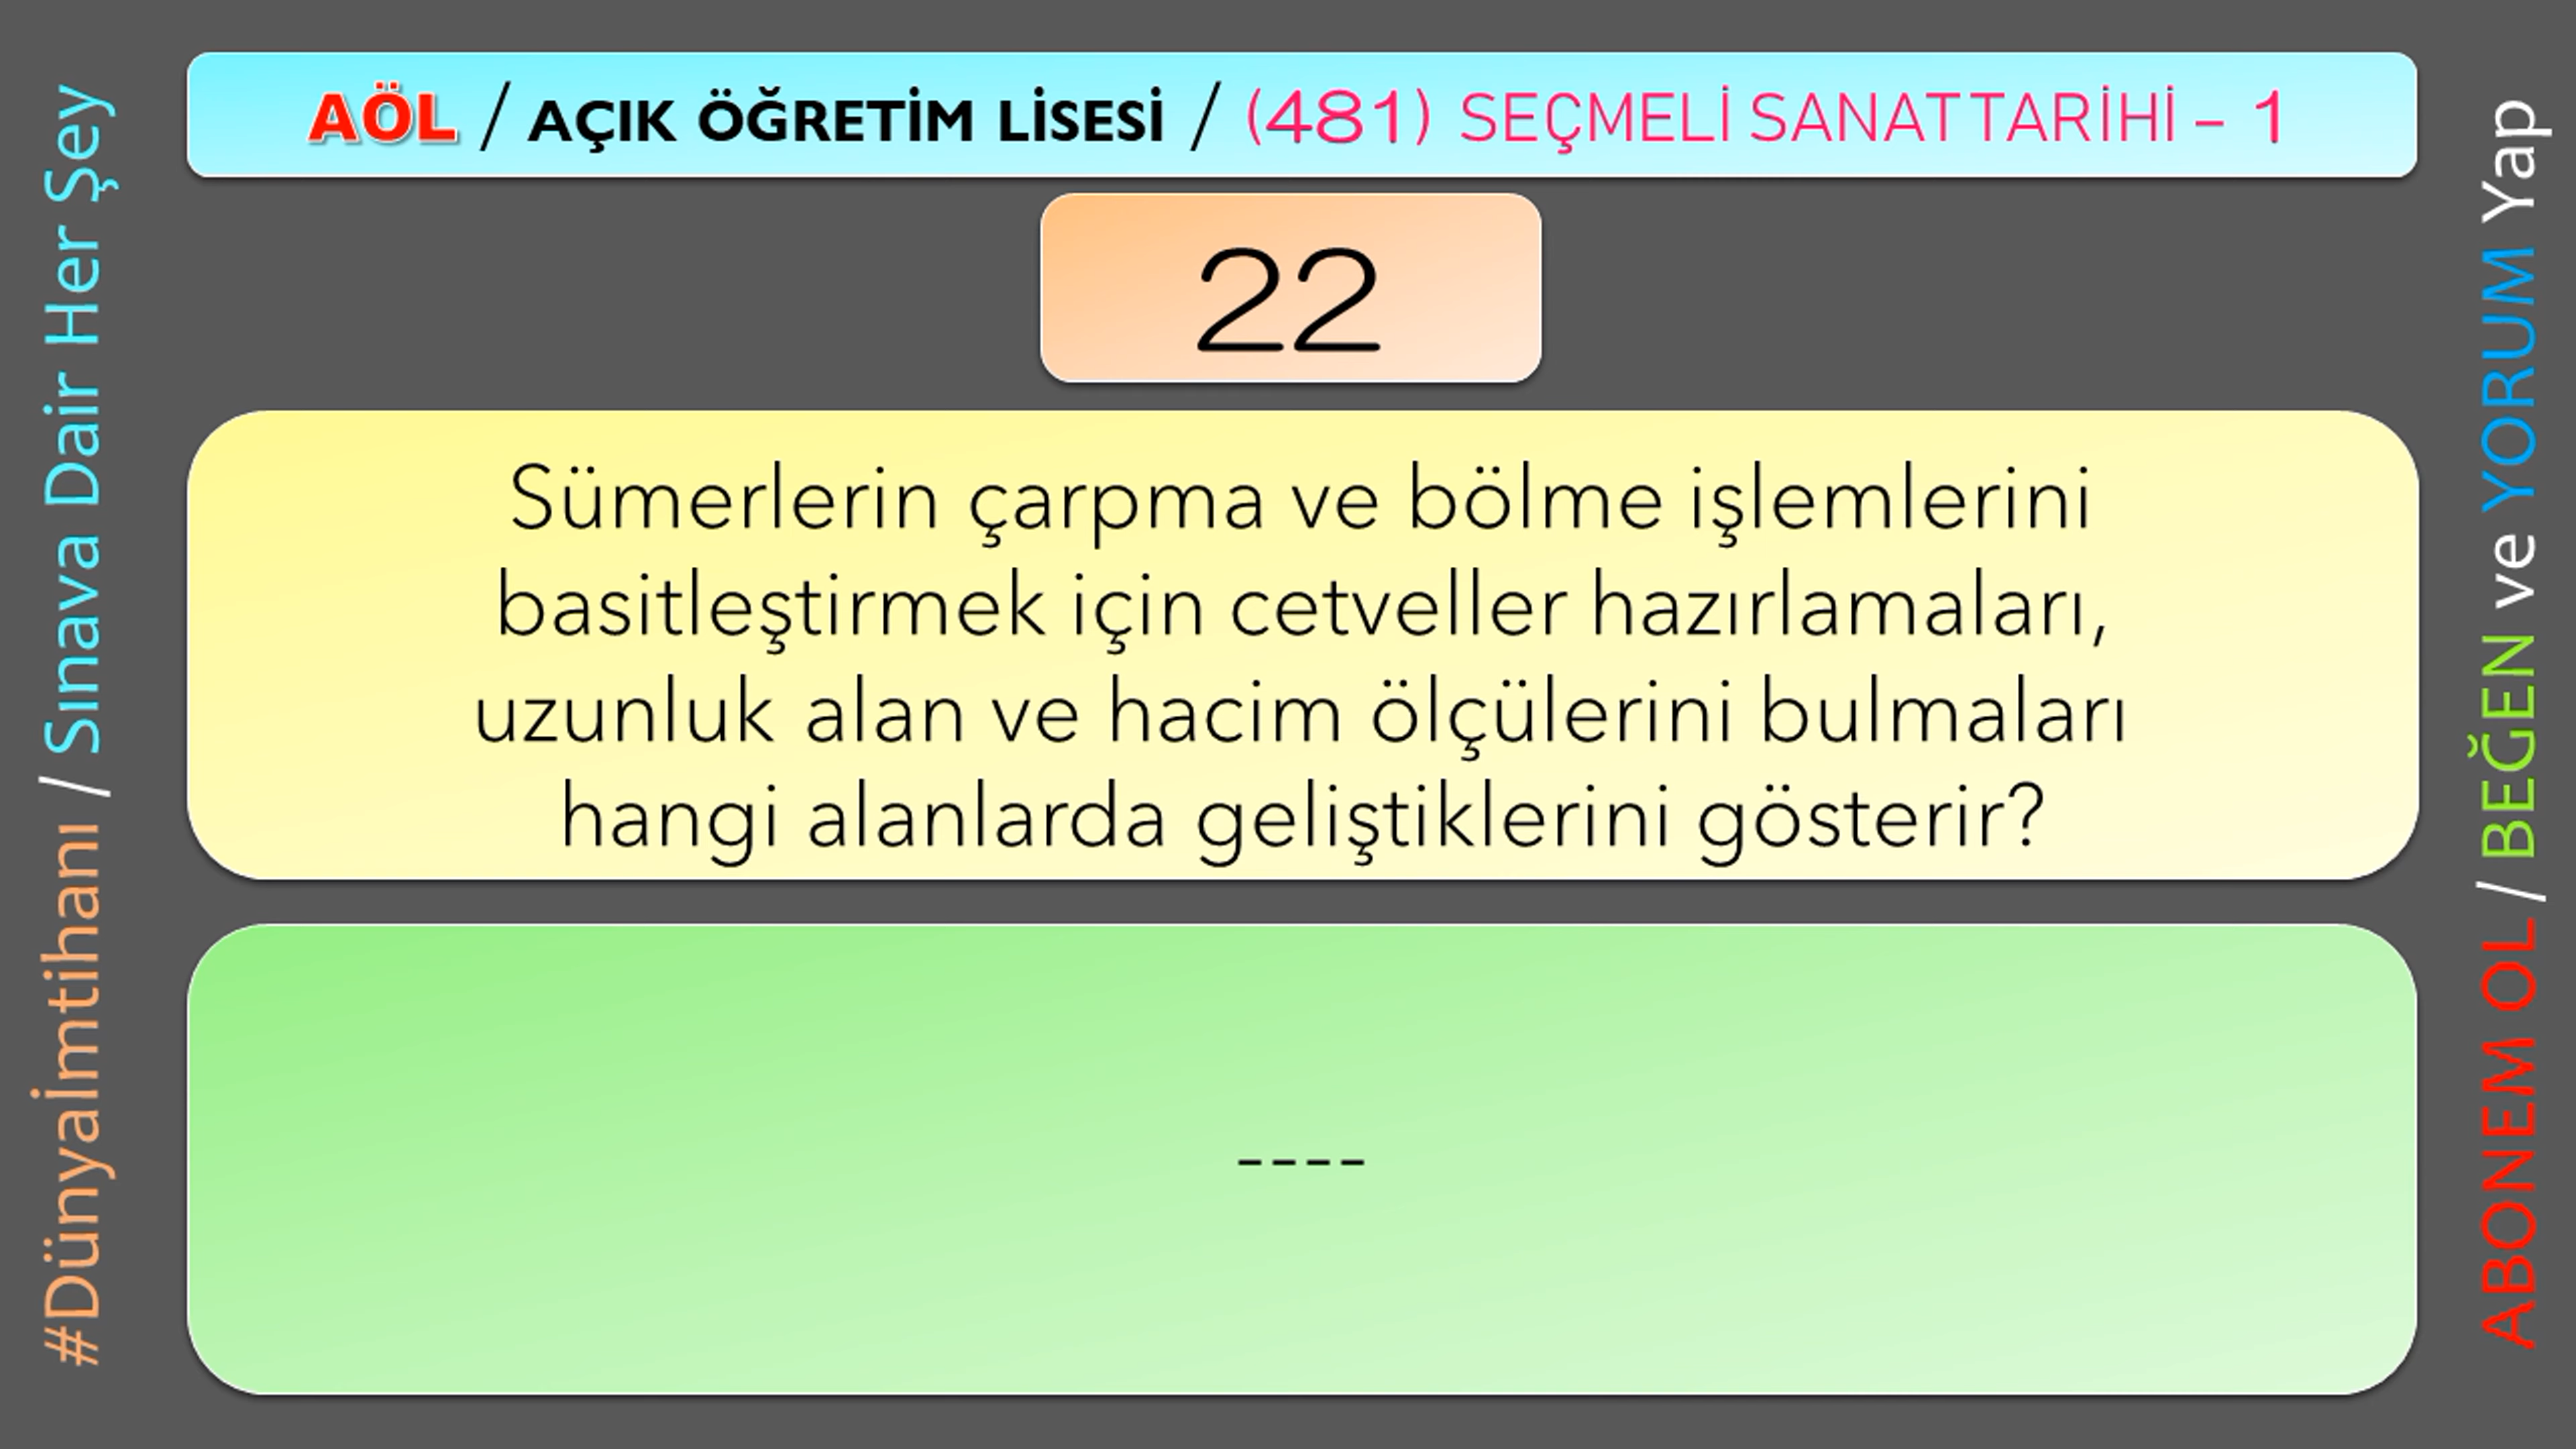 AÖL / AÇIK ÖĞRETİM LİSESİ / (481) SEÇMELİ SANAT TARİHİ – 1
22
Sümerlerin çarpma ve bölme işlemlerini
basitleştirmek için cetveller hazırlamaları,
uzunluk alan ve hacim ölçülerini bulmaları
hangi alanlarda geliştiklerini gösterir?
----
#Dünyaİmtihanı / Sınava Dair Her Şey
ABONEM OL / BEĞEN ve YORUM Yap